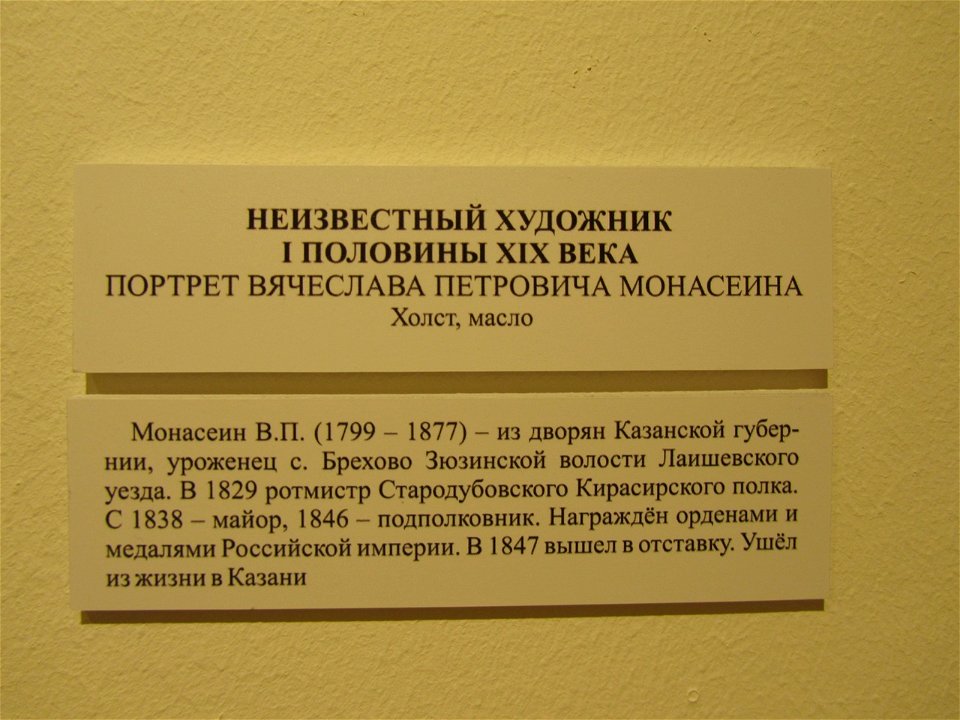 НЕИЗВЕСТНЫЙ ХУДОЖНИК
I ПОЛОВИНЫ XIX ВЕКА
ПОРТРЕТ ВЯЧЕСЛАВА ПЕТРОВИЧА МОНАСЕИНА
Холст, масло
Монасеин В.П. (1799 – 1877) – из дворян Казанской губер-
нии, уроженец с. Брехово Зюзинской волости Лаишевского
уезда. В 1829 ротмистр Стародубовского Кирасирского полка.
С 1838 – майор, 1846 – подполковник. Награждён орденами и
медалями Российской империи. В 1847 вышел в отставку. Ушёл
из жизни в Казани